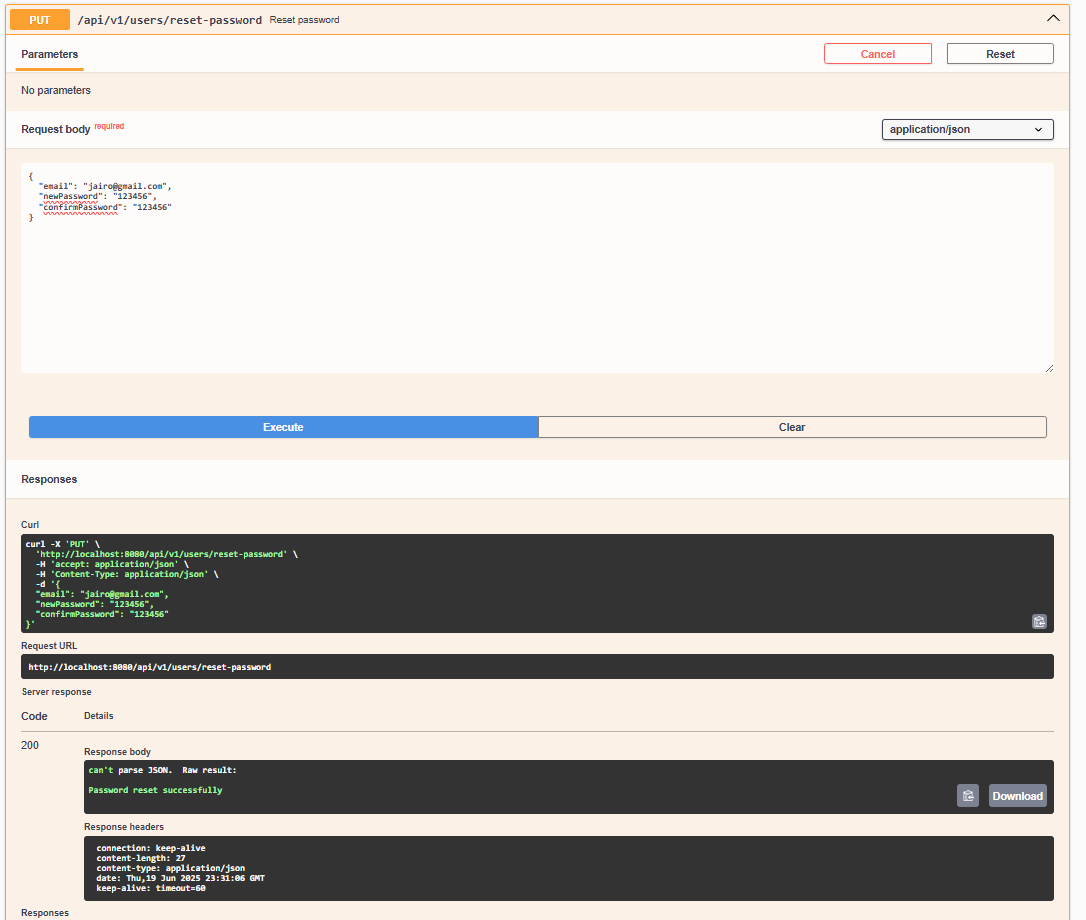 PUT /api/v1/users/reset-password Reset password
Parameters Cancel Reset
No parameters
Request body required application/json
{
"email": "jairo@gmail.com",
"newPassword": "123456",
"confirmPassword": "123456"
}
Execute Clear
Responses
Curl
curl -X 'PUT' \
'http://localhost:8080/api/v1/users/reset-password' \
-H 'accept: application/json' \
-H 'Content-Type: application/json' \
-d '{
"email": "jairo@gmail.com",
"newPassword": "123456",
"confirmPassword": "123456"
}'
Request URL
http://localhost:8080/api/v1/users/reset-password
Server response
Code Details
200
Response body
can't parse JSON. Raw result:
Password reset successfully
Download
Response headers
connection: keep-alive
content-length: 27
content-type: application/json
date: Thu,19 Jun 2025 23:31:06 GMT
keep-alive: timeout=60
Responses